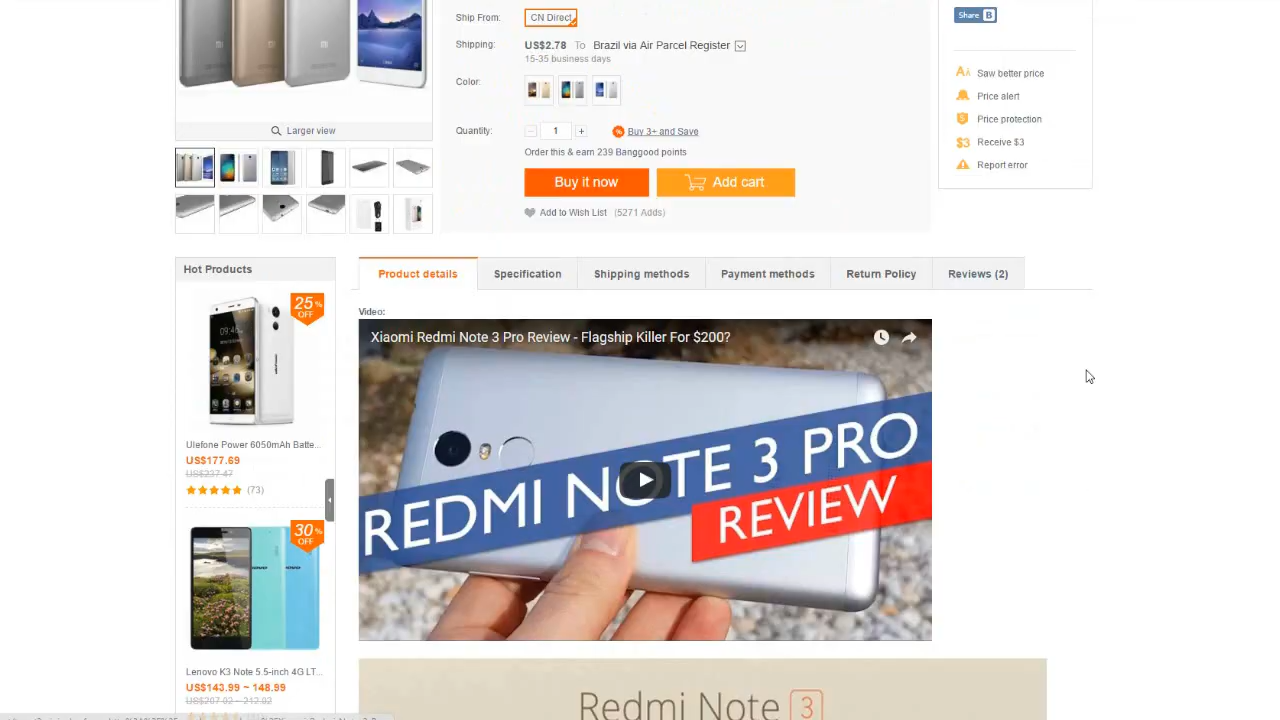 Ship From:
CN Direct
Share B
Shipping:
US$2.78 To Brazil via Air Parcel Register
15-35 business days
Color:
Saw better price
Price alert
Price protection
$3 Receive $3
Report error
Larger view
Quantity:
- 1 +
% Buy 3+ and Save
Order this & earn 239 Banggood points
Buy it now
Add cart
Add to Wish List (5271 Adds)
Hot Products
Product details
Specification
Shipping methods
Payment methods
Return Policy
Reviews (2)
Video:
Xiaomi Redmi Note 3 Pro Review - Flagship Killer For $200?
REDMI NOTE 3 PRO
REVIEW
25%
OFF
Ulefone Power 6050mAh Batte...
US$177.69
US$237.47
(73)
30%
OFF
Lenovo K3 Note 5.5-inch 4G LT...
US$143.99 ~ 148.99
US$207.02 ~ 212.02
Redmi Note 3